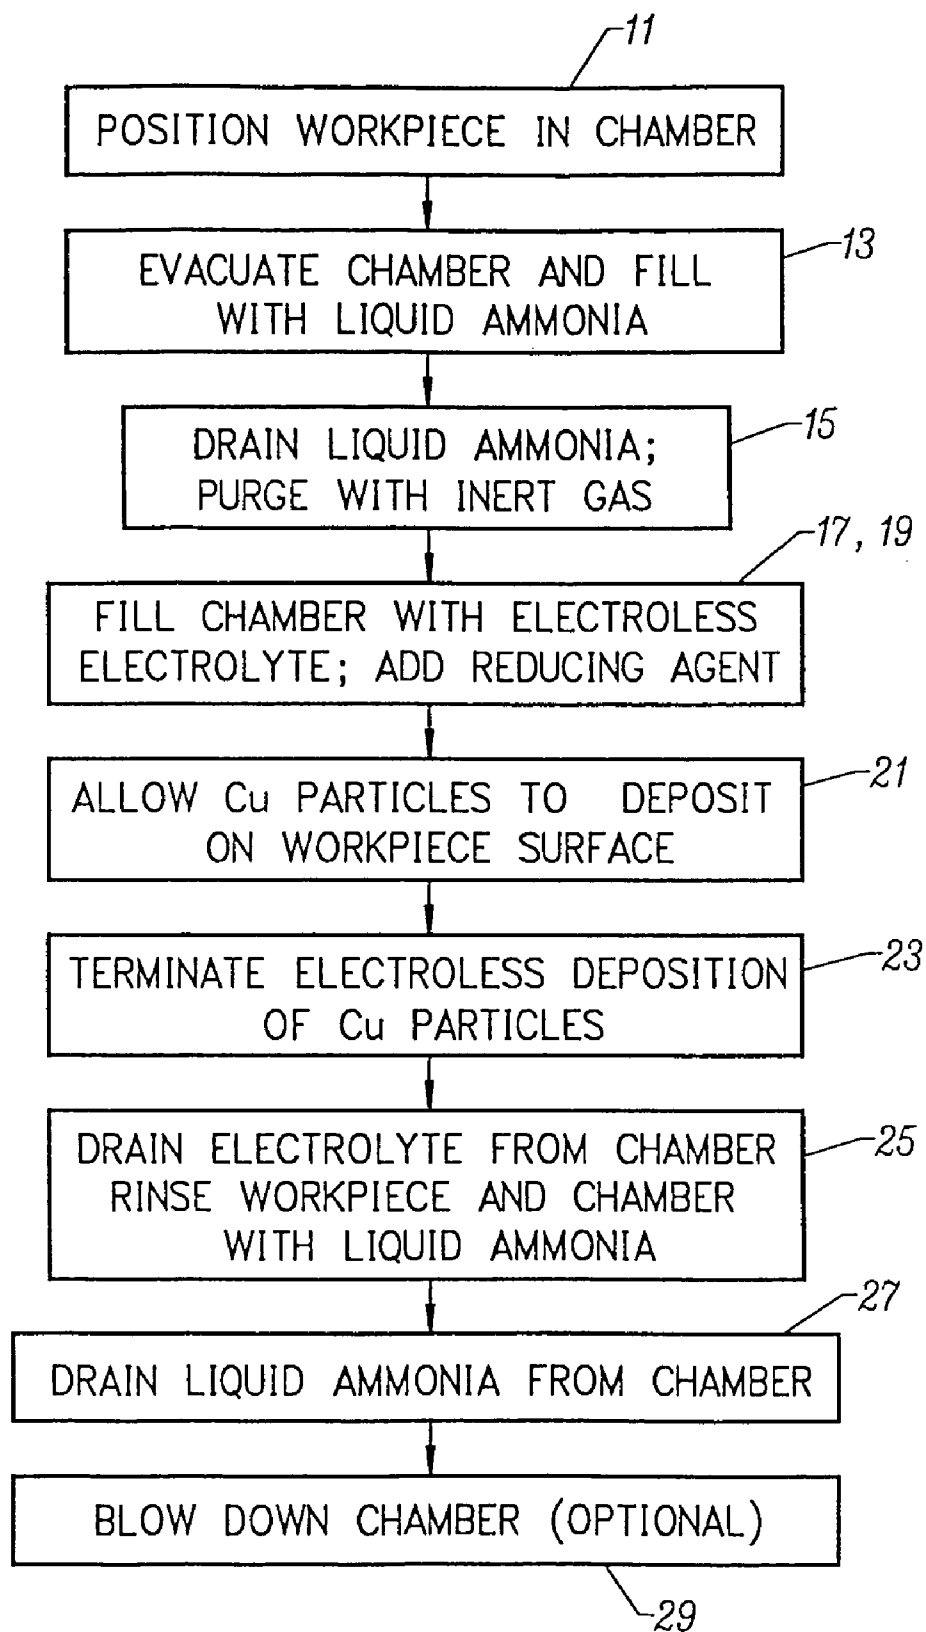 11
POSITION WORKPIECE IN CHAMBER
13
EVACUATE CHAMBER AND FILL
WITH LIQUID AMMONIA
15
DRAIN LIQUID AMMONIA;
PURGE WITH INERT GAS
17, 19
FILL CHAMBER WITH ELECTROLESS
ELECTROLYTE; ADD REDUCING AGENT
21
ALLOW Cu PARTICLES TO DEPOSIT
ON WORKPIECE SURFACE
23
TERMINATE ELECTROLESS DEPOSITION
OF Cu PARTICLES
25
DRAIN ELECTROLYTE FROM CHAMBER
RINSE WORKPIECE AND CHAMBER
WITH LIQUID AMMONIA
27
DRAIN LIQUID AMMONIA FROM CHAMBER
BLOW DOWN CHAMBER (OPTIONAL)
29